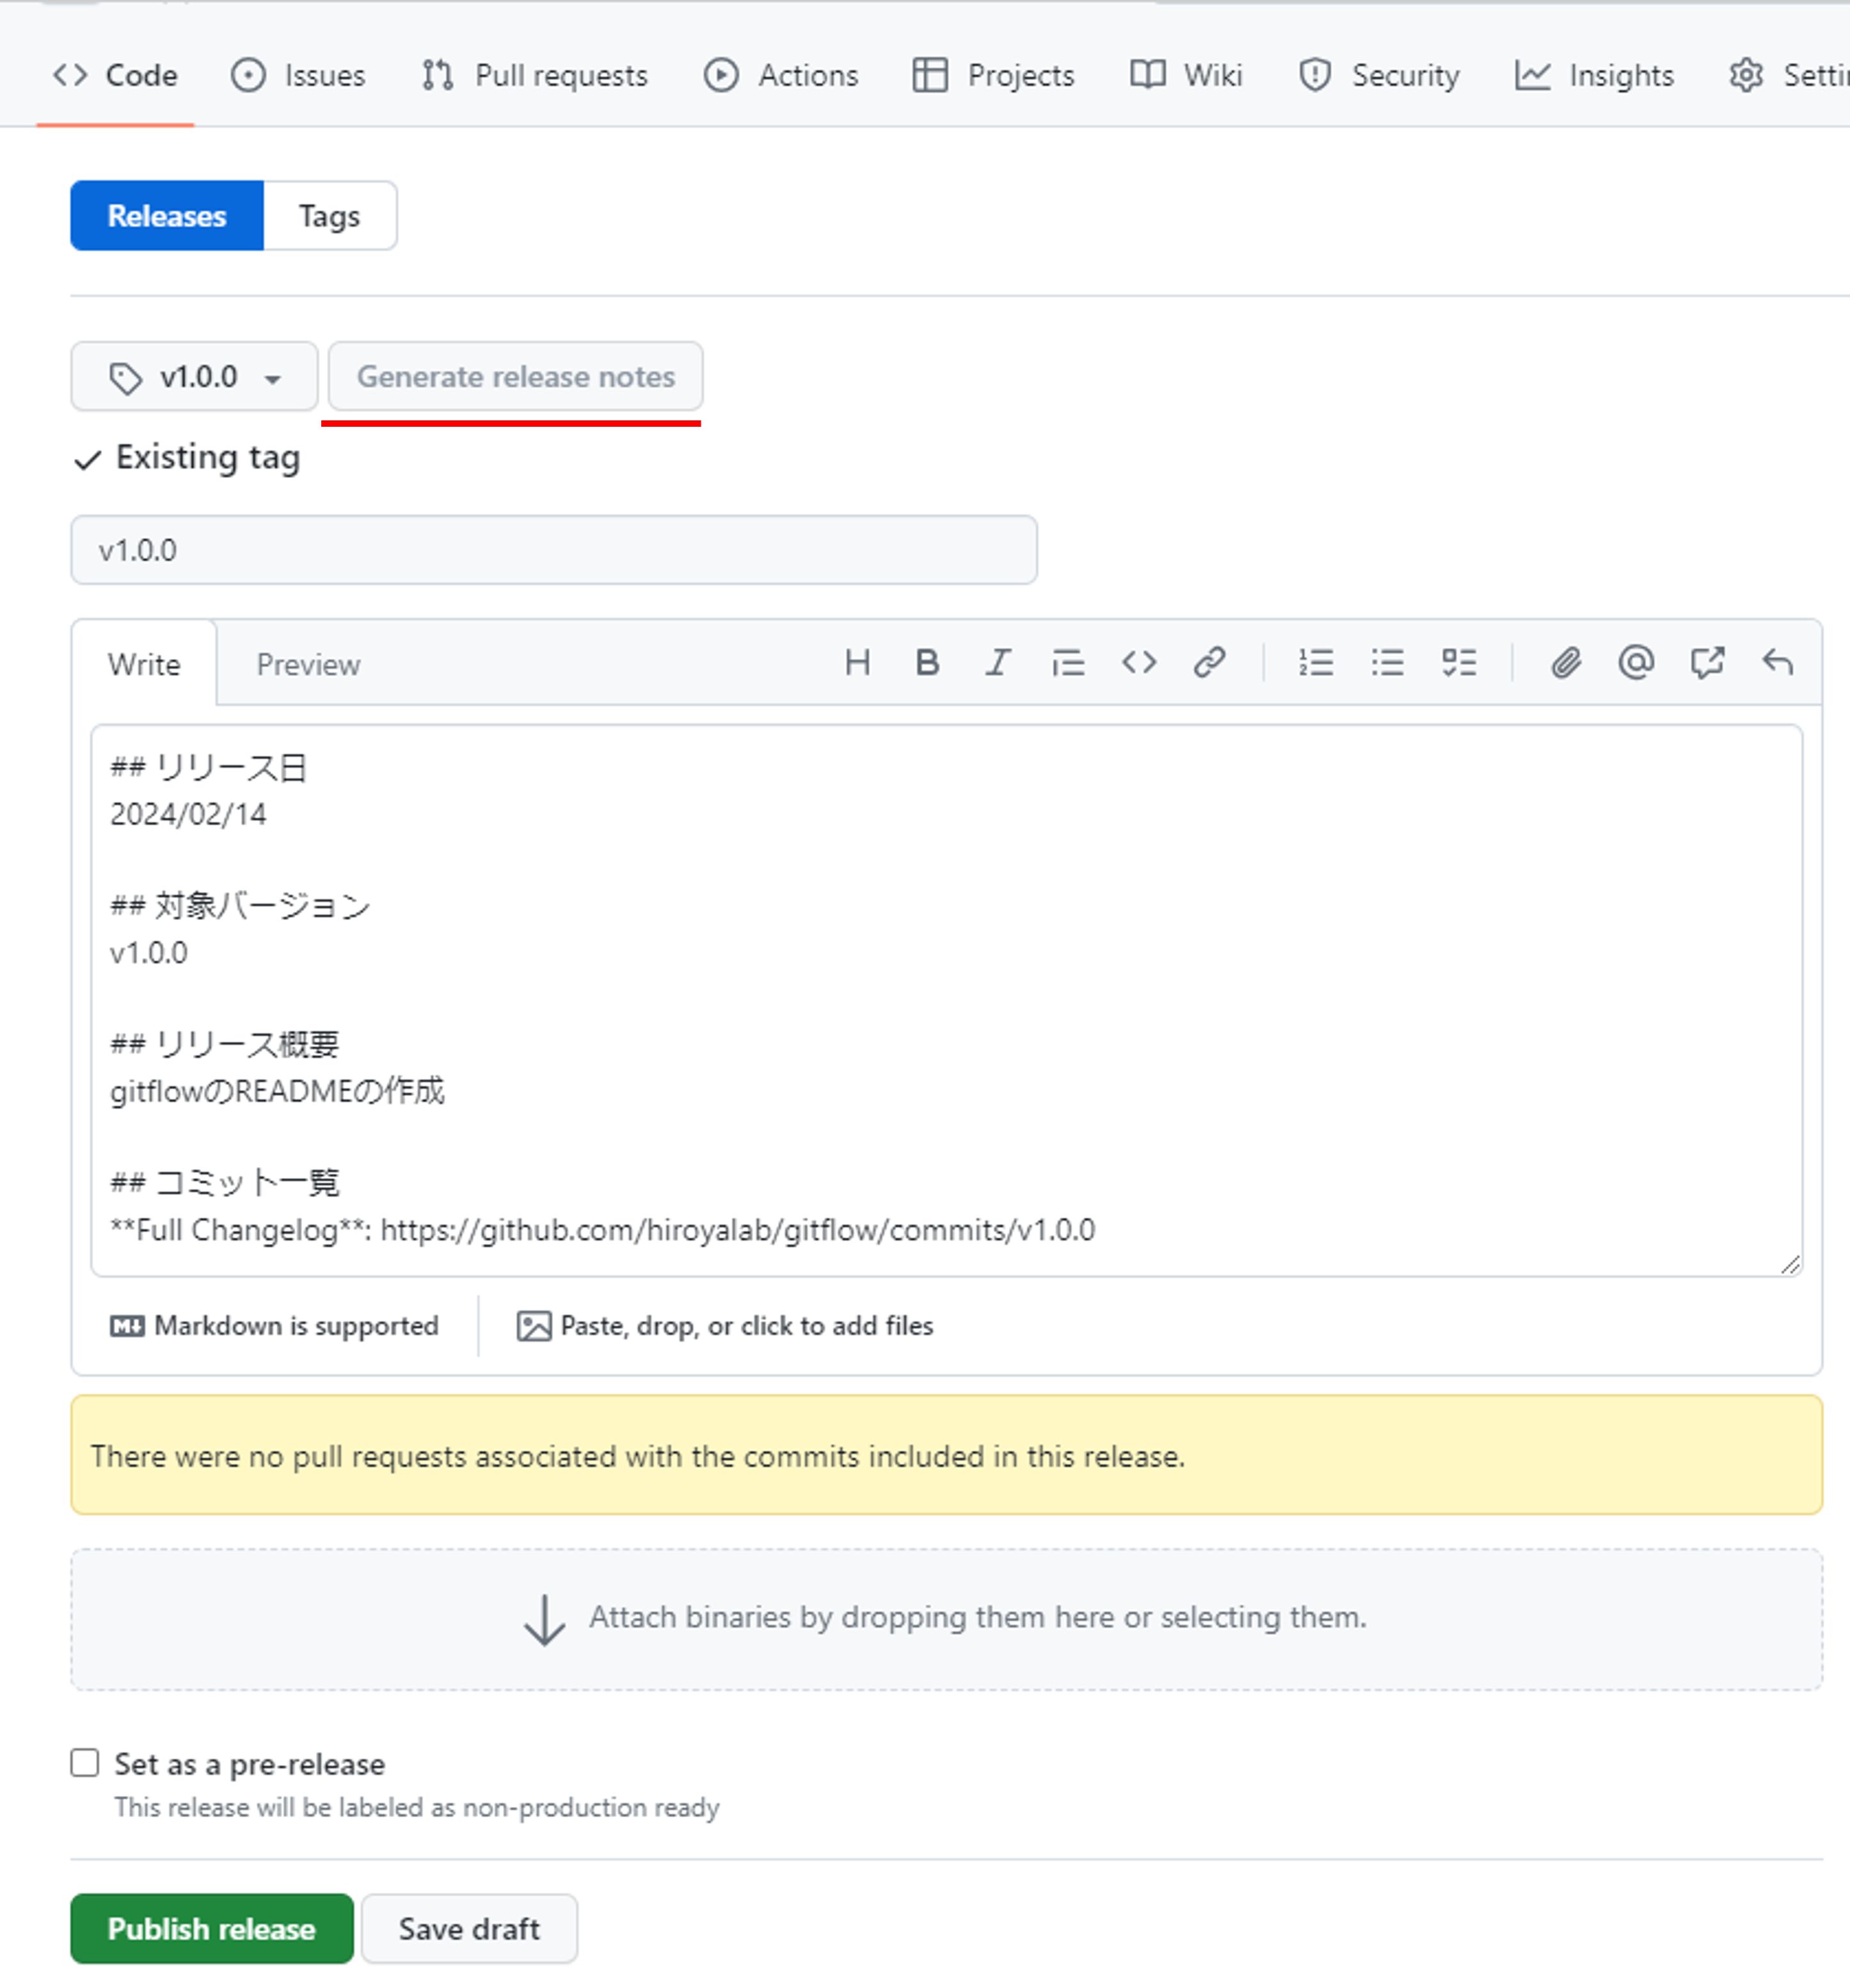 Code Issues Pull requests Actions Projects Wiki Security Insights Setti
Releases Tags
v1.0.0 Generate release notes
Existing tag
v1.0.0
Write Preview
## リリース日
2024/02/14
## 対象バージョン
v1.0.0
## リリース概要
gitflowのREADMEの作成
## コミット一覧
**Full Changelog**: https://github.com/hiroyalab/gitflow/commits/v1.0.0
Markdown is supported Paste, drop, or click to add files
There were no pull requests associated with the commits included in this release.
Attach binaries by dropping them here or selecting them.
Set as a pre-release
This release will be labeled as non-production ready
Publish release Save draft